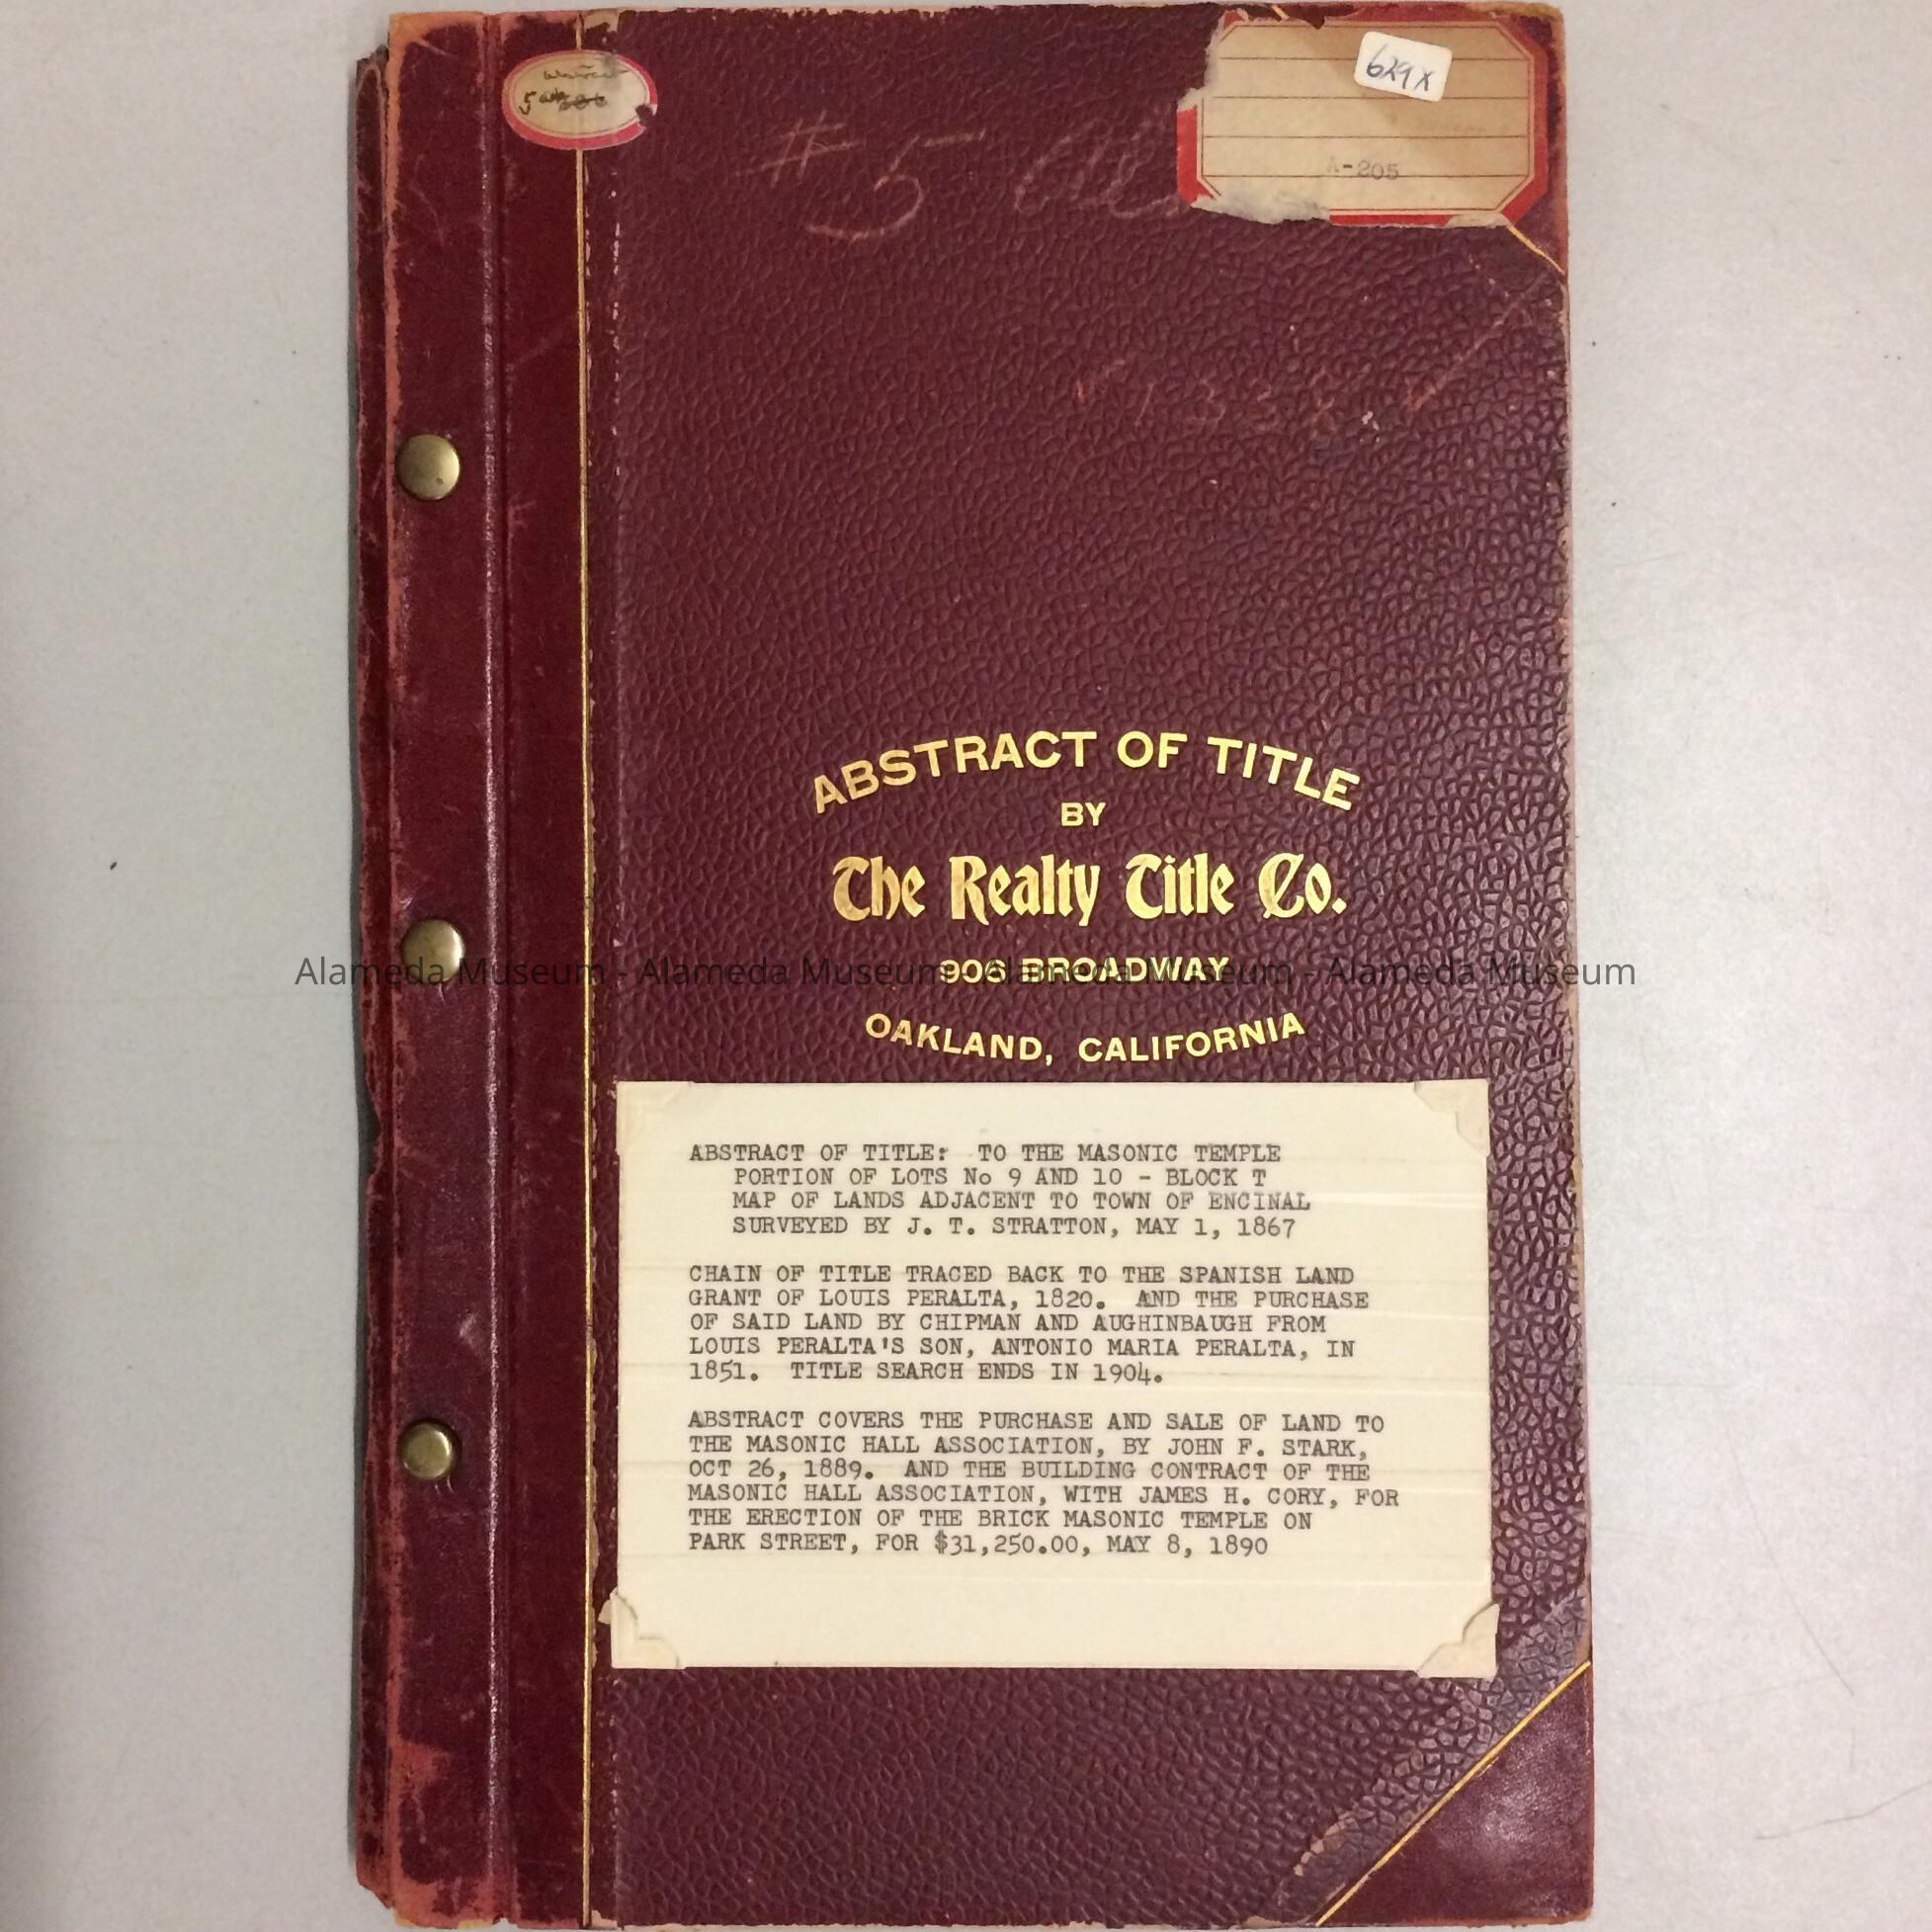 629X
A-205
# 5
ABSTRACT OF TITLE
BY
The Realty Title Co.
906 BROADWAY
Alameda Museum - Alameda Museum - Alameda Museum - Alameda Museum
OAKLAND, CALIFORNIA
ABSTRACT OF TITLE: TO THE MASONIC TEMPLE
PORTION OF LOTS No 9 AND 10 - BLOCK T
MAP OF LANDS ADJACENT TO TOWN OF ENCINAL
SURVEYED BY J. T. STRATTON, MAY 1, 1867
CHAIN OF TITLE TRACED BACK TO THE SPANISH LAND
GRANT OF LOUIS PERALTA, 1820. AND THE PURCHASE
OF SAID LAND BY CHIPMAN AND AUGHINBAUGH FROM
LOUIS PERALTA'S SON, ANTONIO MARIA PERALTA, IN
1851. TITLE SEARCH ENDS IN 1904.
ABSTRACT COVERS THE PURCHASE AND SALE OF LAND TO
THE MASONIC HALL ASSOCIATION, BY JOHN F. STARK,
OCT 26, 1889. AND THE BUILDING CONTRACT OF THE
MASONIC HALL ASSOCIATION, WITH JAMES H. CORY, FOR
THE ERECTION OF THE BRICK MASONIC TEMPLE ON
PARK STREET, FOR $31,250.00, MAY 8, 1890